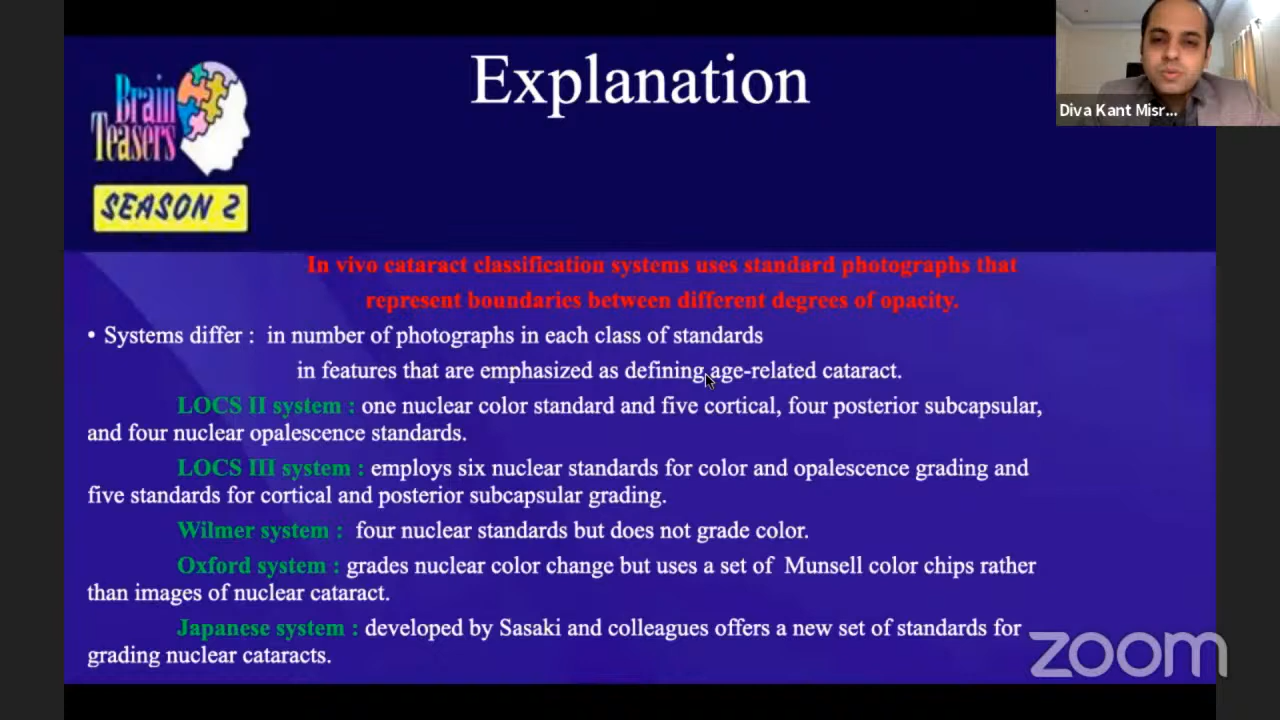 Explanation
Brain
Teasers
SEASON 2
Diva Kant Misr...
In vivo cataract classification systems uses standard photographs that
represent boundaries between different degrees of opacity.
• Systems differ : in number of photographs in each class of standards
in features that are emphasized as defining age-related cataract.
LOCS II system : one nuclear color standard and five cortical, four posterior subcapsular,
and four nuclear opalescence standards.
LOCS III system : employs six nuclear standards for color and opalescence grading and
five standards for cortical and posterior subcapsular grading.
Wilmer system : four nuclear standards but does not grade color.
Oxford system : grades nuclear color change but uses a set of Munsell color chips rather
than images of nuclear cataract.
Japanese system : developed by Sasaki and colleagues offers a new set of standards for
grading nuclear cataracts.
zoom